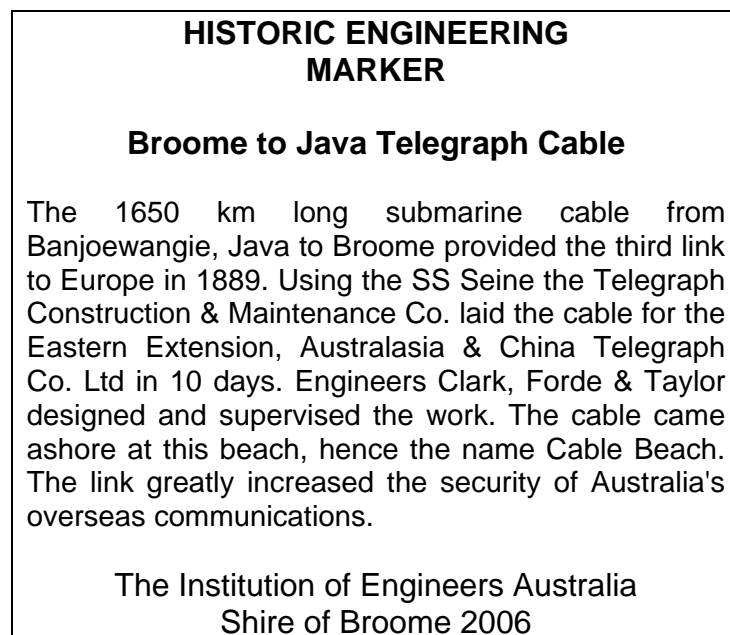 HISTORIC ENGINEERING
MARKER
Broome to Java Telegraph Cable
The 1650 km long submarine cable from
Banjoewangie, Java to Broome provided the third link
to Europe in 1889. Using the SS Seine the Telegraph
Construction & Maintenance Co. laid the cable for the
Eastern Extension, Australasia & China Telegraph
Co. Ltd in 10 days. Engineers Clark, Forde & Taylor
designed and supervised the work. The cable came
ashore at this beach, hence the name Cable Beach.
The link greatly increased the security of Australia's
overseas communications.
The Institution of Engineers Australia
Shire of Broome 2006